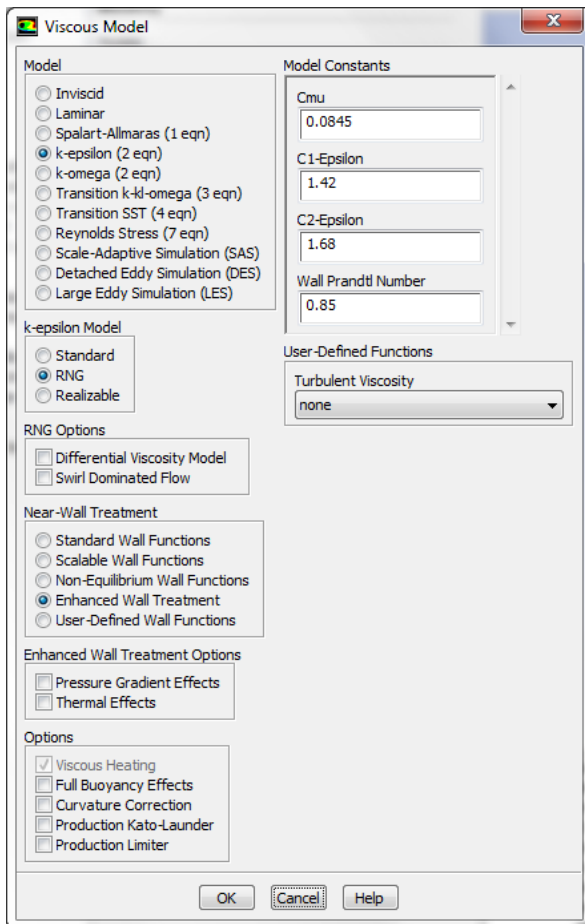 Viscous Model
Model
Inviscid
Laminar
Spalart-Allmaras (1 eqn)
k-epsilon (2 eqn)
k-omega (2 eqn)
Transition k-kl-omega (3 eqn)
Transition SST (4 eqn)
Reynolds Stress (7 eqn)
Scale-Adaptive Simulation (SAS)
Detached Eddy Simulation (DES)
Large Eddy Simulation (LES)
k-epsilon Model
Standard
RNG
Realizable
RNG Options
Differential Viscosity Model
Swirl Dominated Flow
Near-Wall Treatment
Standard Wall Functions
Scalable Wall Functions
Non-Equilibrium Wall Functions
Enhanced Wall Treatment
User-Defined Wall Functions
Enhanced Wall Treatment Options
Pressure Gradient Effects
Thermal Effects
Options
Viscous Heating
Full Buoyancy Effects
Curvature Correction
Production Kato-Launder
Production Limiter
Model Constants
Cmu
0.0845
C1-Epsilon
1.42
C2-Epsilon
1.68
Wall Prandtl Number
0.85
User-Defined Functions
Turbulent Viscosity
none
OK Cancel Help